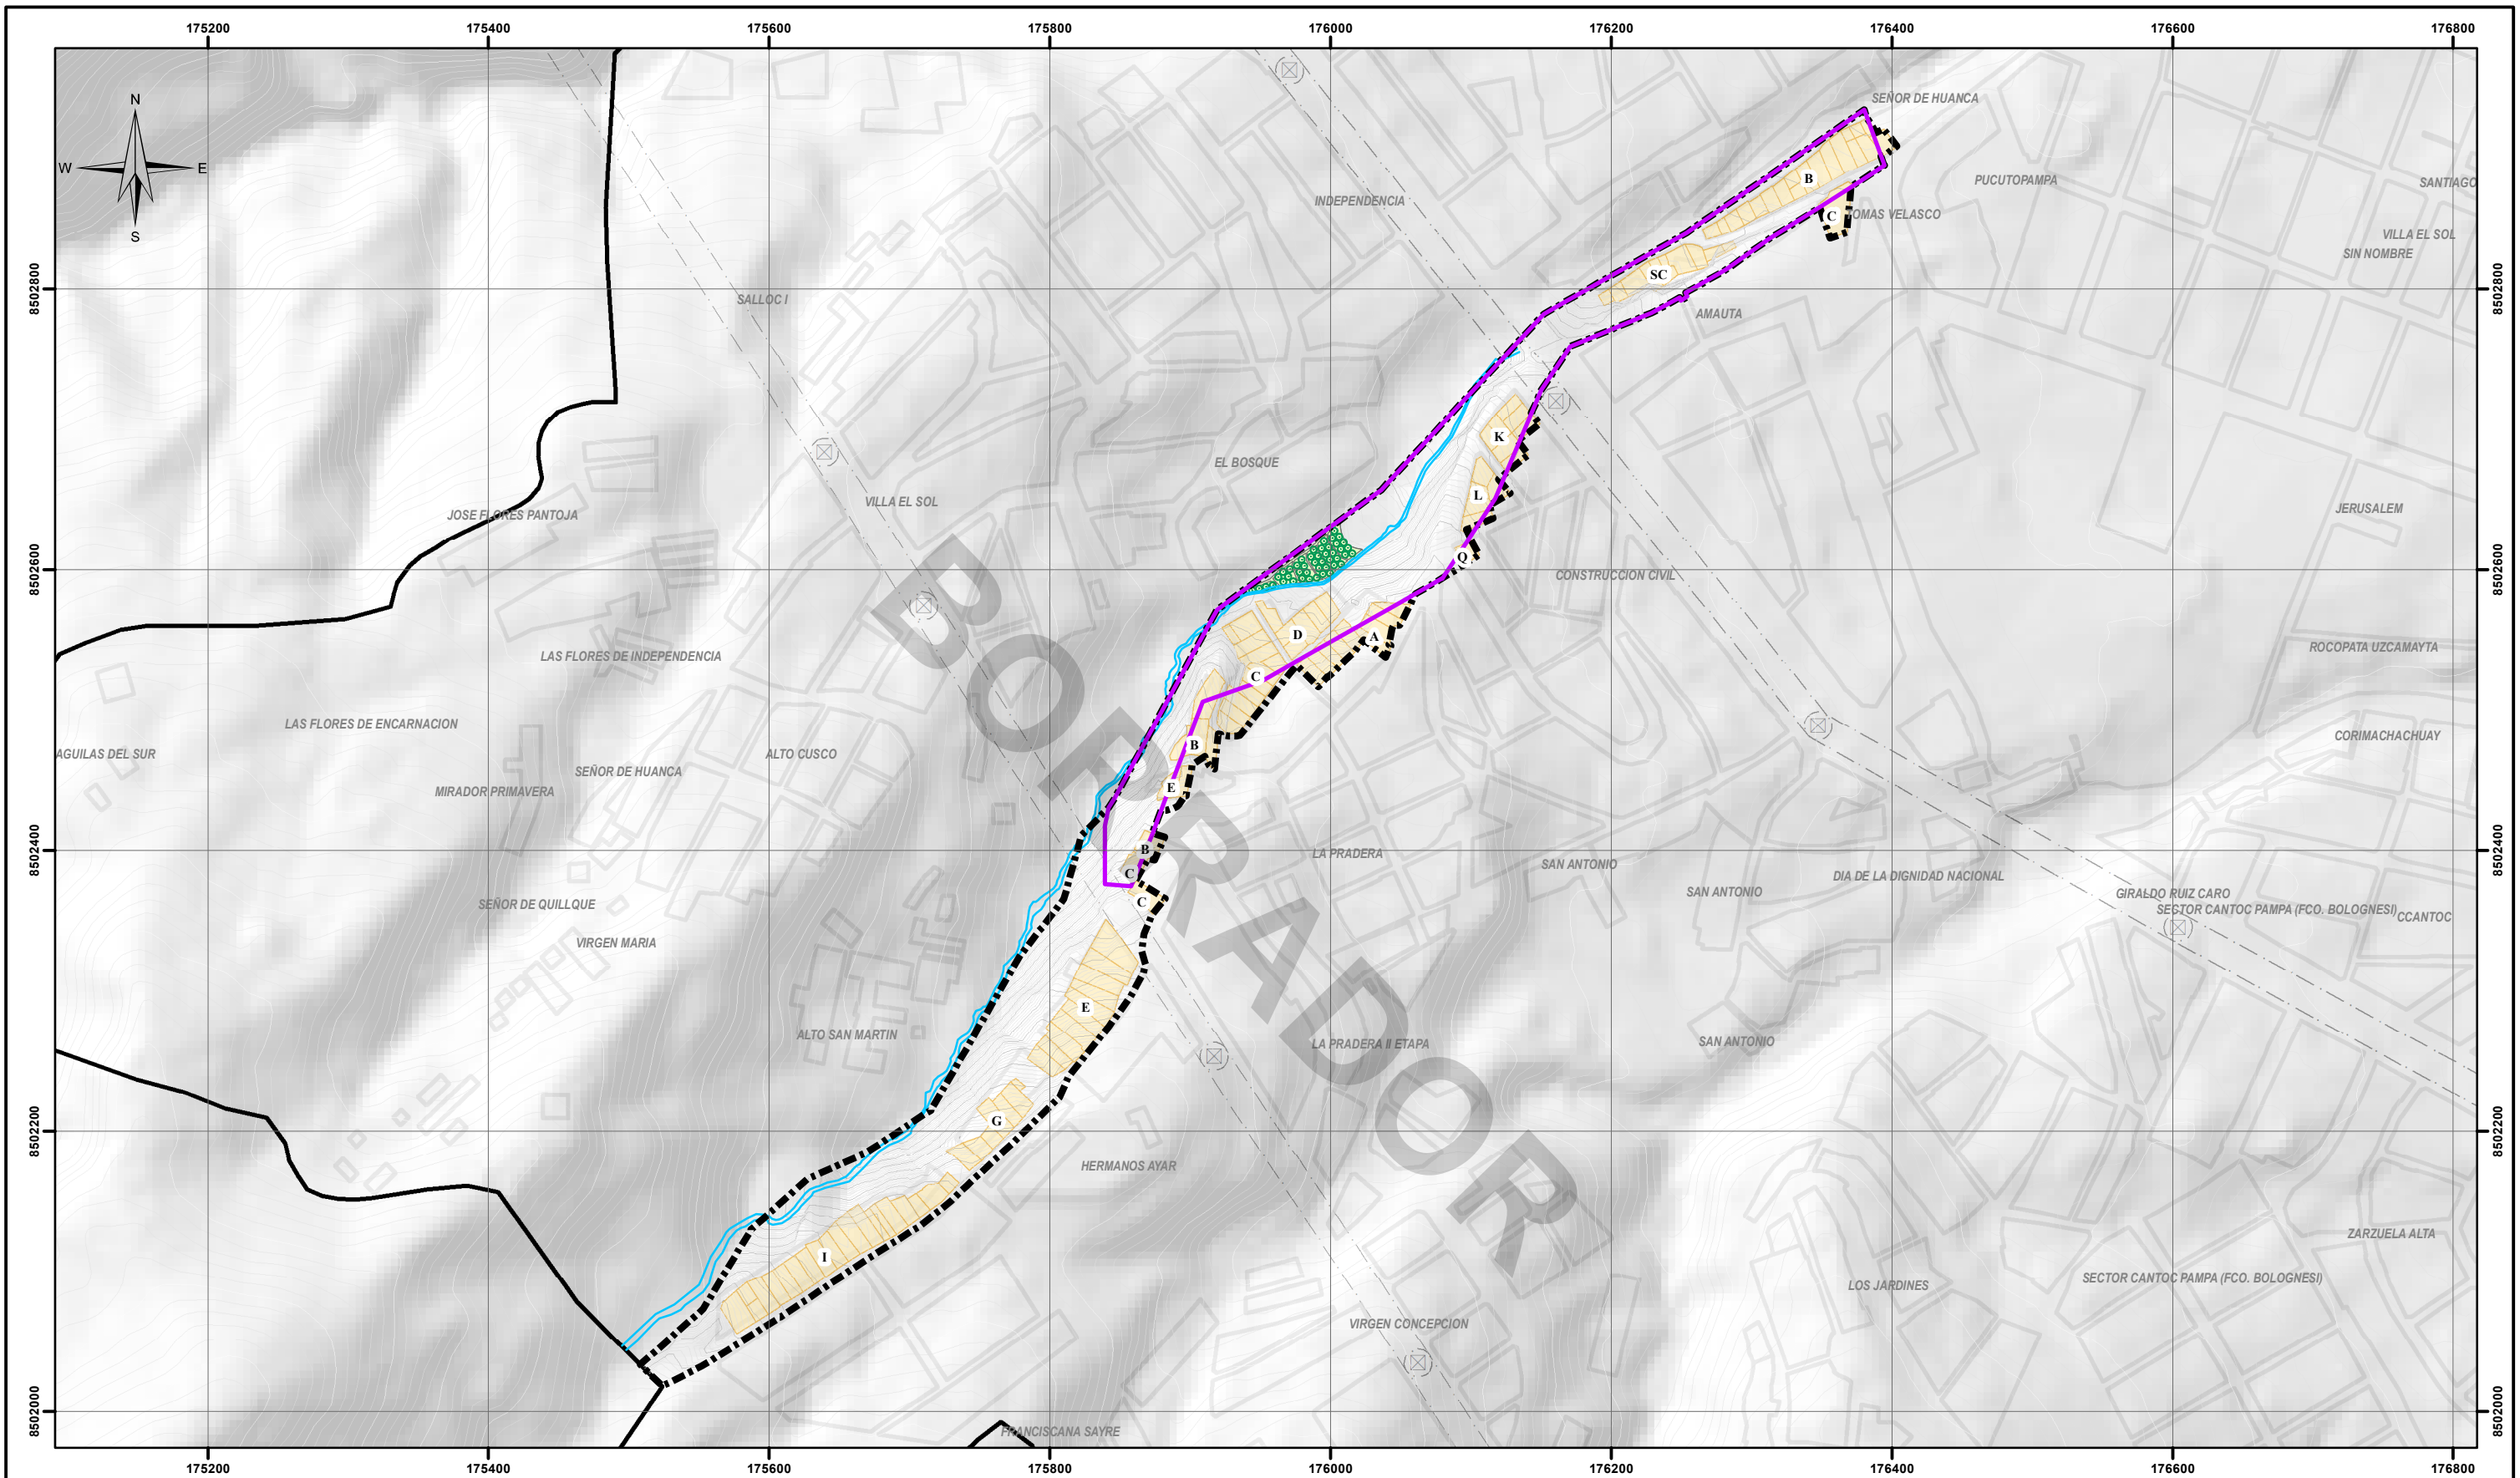 175200 175400 175600 175800 176000 176200 176400 176600 176800
N
W E
S
SEÑOR DE HUANCA
B
INDEPENDENCIA
PUCUTOPAMPA
SANTIAGO
C
TOMAS VELASCO
VILLA EL SOL
SIN NOMBRE
SC
8502800
8502800
SALLOC I
AMAUTA
K
EL BOSQUE
L
VILLA EL SOL
JERUSALEM
JOSE FLORES PANTOJA
Q
8502600
8502600
CONSTRUCCION CIVIL
D
A
ROCOPATA UZCAMAYTA
LAS FLORES DE INDEPENDENCIA
C
LAS FLORES DE ENCARNACION
CORIMACHACHUAY
B
AGUILAS DEL SUR
ALTO CUSCO
SEÑOR DE HUANCA
E
MIRADOR PRIMAVERA
BORRADOR
8502400
8502400
B
LA PRADERA
SAN ANTONIO
C
DIA DE LA DIGNIDAD NACIONAL
SAN ANTONIO
GIRALDO RUIZ CARO
C
SEÑOR DE QUILLQUE
SECTOR CANTOC PAMPA (FCO. BOLOGNESI)
CCANTOC
VIRGEN MARIA
E
ALTO SAN MARTIN
LA PRADERA II ETAPA
SAN ANTONIO
G
8502200
8502200
HERMANOS AYAR
ZARZUELA ALTA
I
SECTOR CANTOC PAMPA (FCO. BOLOGNESI)
LOS JARDINES
VIRGEN CONCEPCION
8502000
8502000
FRANCISCANA SAYRE
175200 175400 175600 175800 176000 176200 176400 176600 176800